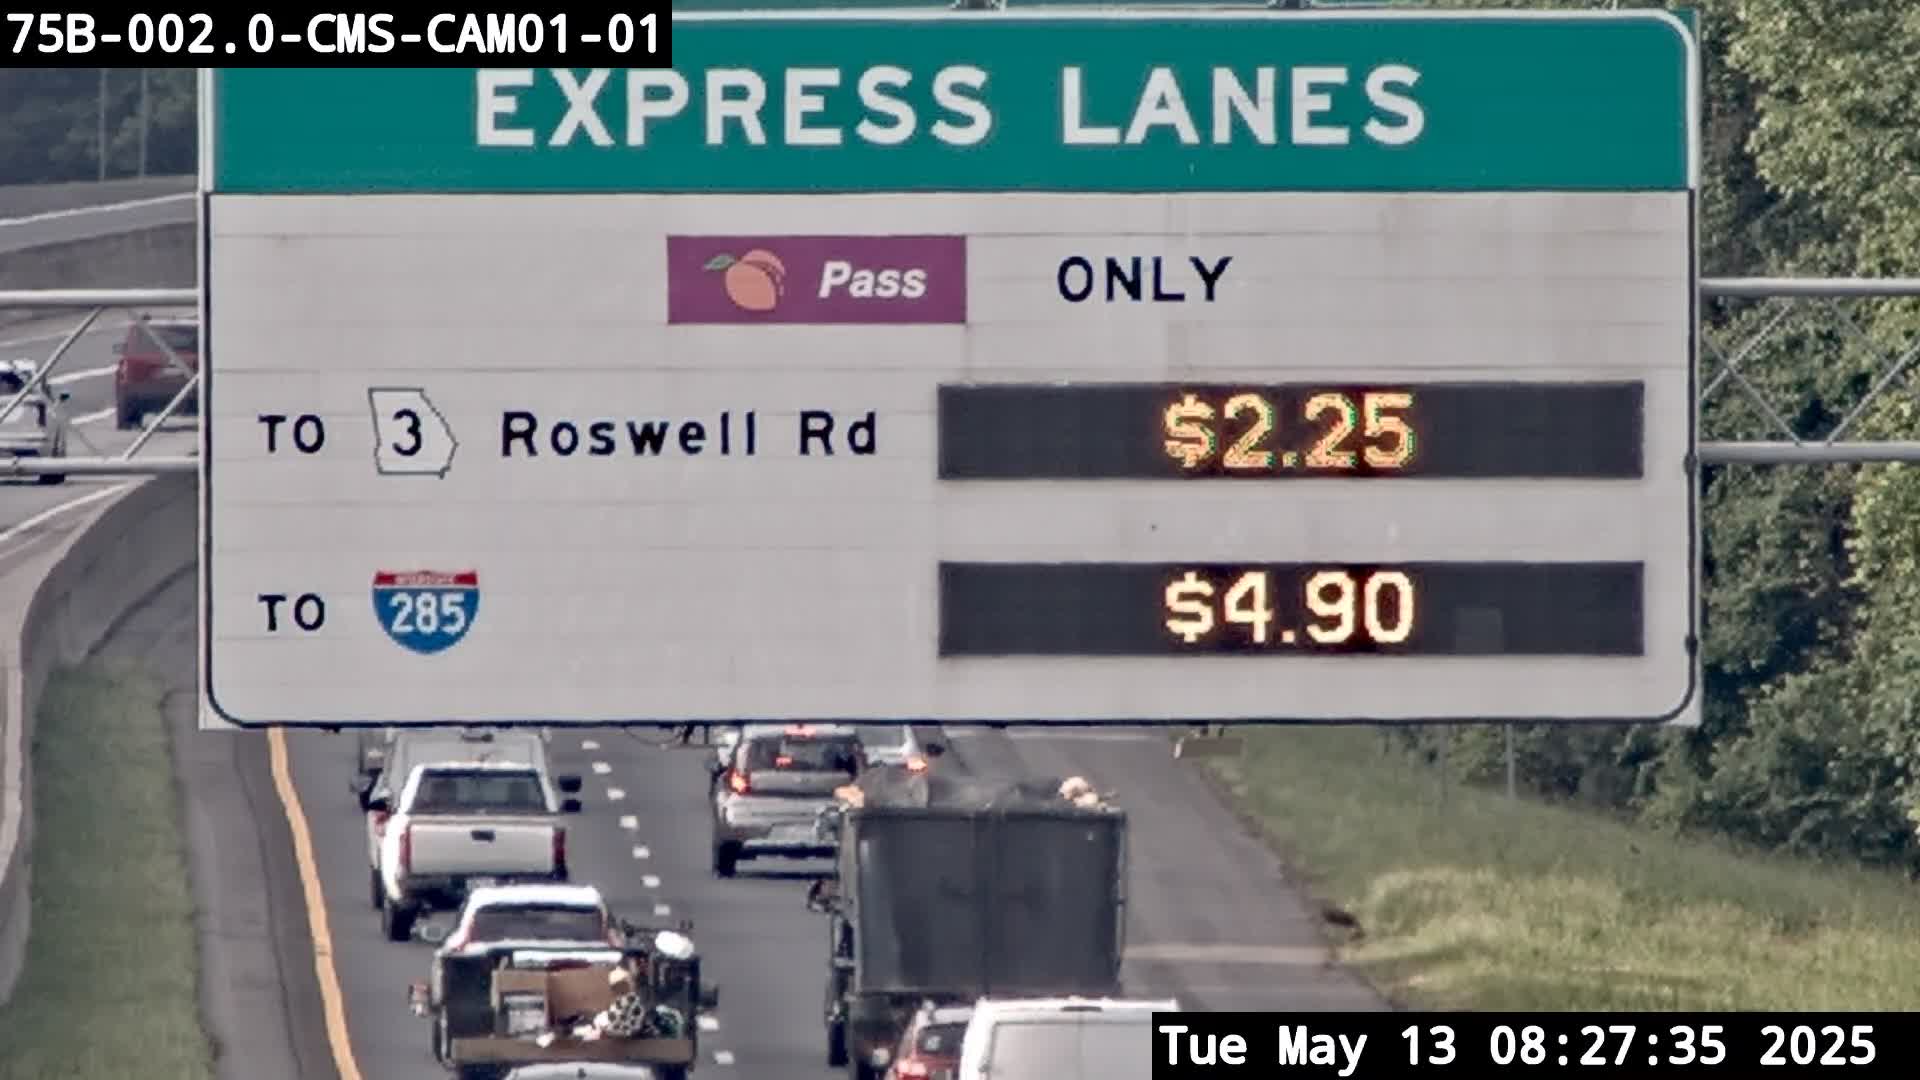 75B-002.0-CMS-CAM01-01
EXPRESS LANES
Pass ONLY
TO 3 Roswell Rd $2.25
INTERSTATE
TO 285 $4.90
Tue May 13 08:27:35 2025